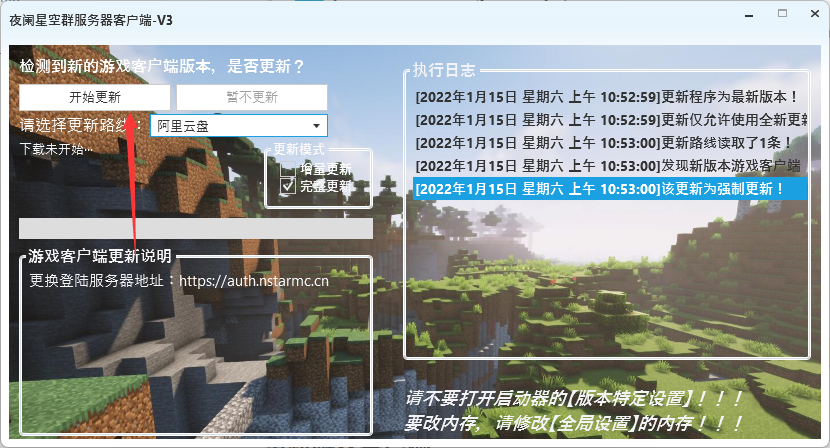 夜阑星空群服务器客户端-V3
检测到新的游戏客户端版本，是否更新？
开始更新
暂不更新
请选择更新路线：
阿里云盘
下载未开始...
更新模式
增量更新
完整更新
游戏客户端更新说明
更换登陆服务器地址：https://auth.nstarmc.cn
执行日志
[2022年1月15日 星期六 上午 10:52:59]更新程序为最新版本！
[2022年1月15日 星期六 上午 10:52:59]更新仅允许使用全新更新
[2022年1月15日 星期六 上午 10:53:00]更新路线读取了1条！
[2022年1月15日 星期六 上午 10:53:00]发现新版本游戏客户端
[2022年1月15日 星期六 上午 10:53:00]该更新为强制更新！
请不要打开启动器的【版本特定设置】！！！
要改内存，请修改【全局设置】的内存！！！